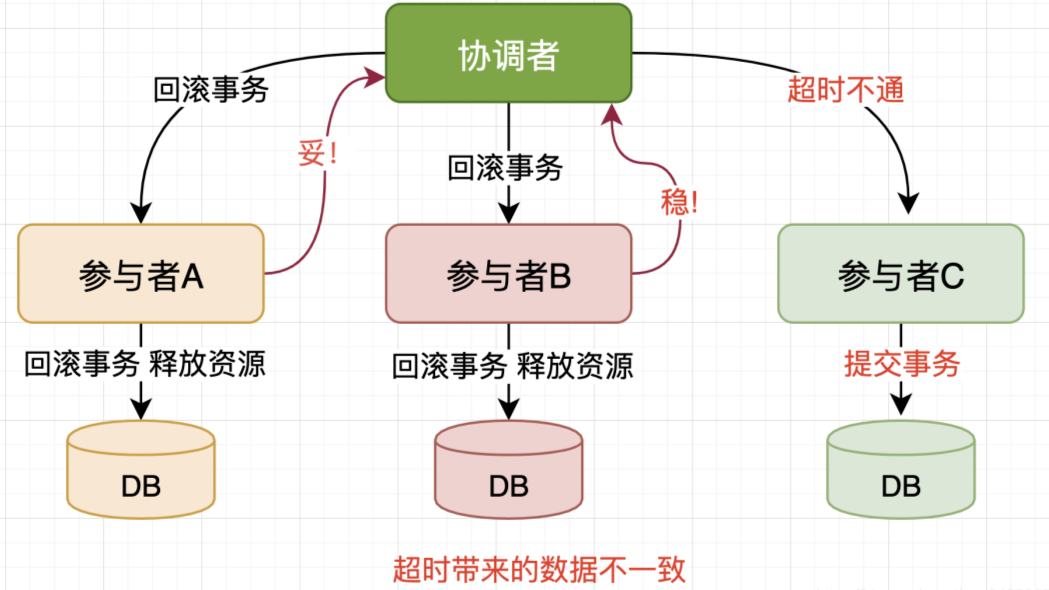 协调者
回滚事务
超时不通
妥！
回滚事务
稳!
参与者A
参与者B
参与者C
回滚事务 释放资源
回滚事务 释放资源
提交事务
DB
DB
DB
超时带来的数据不一致